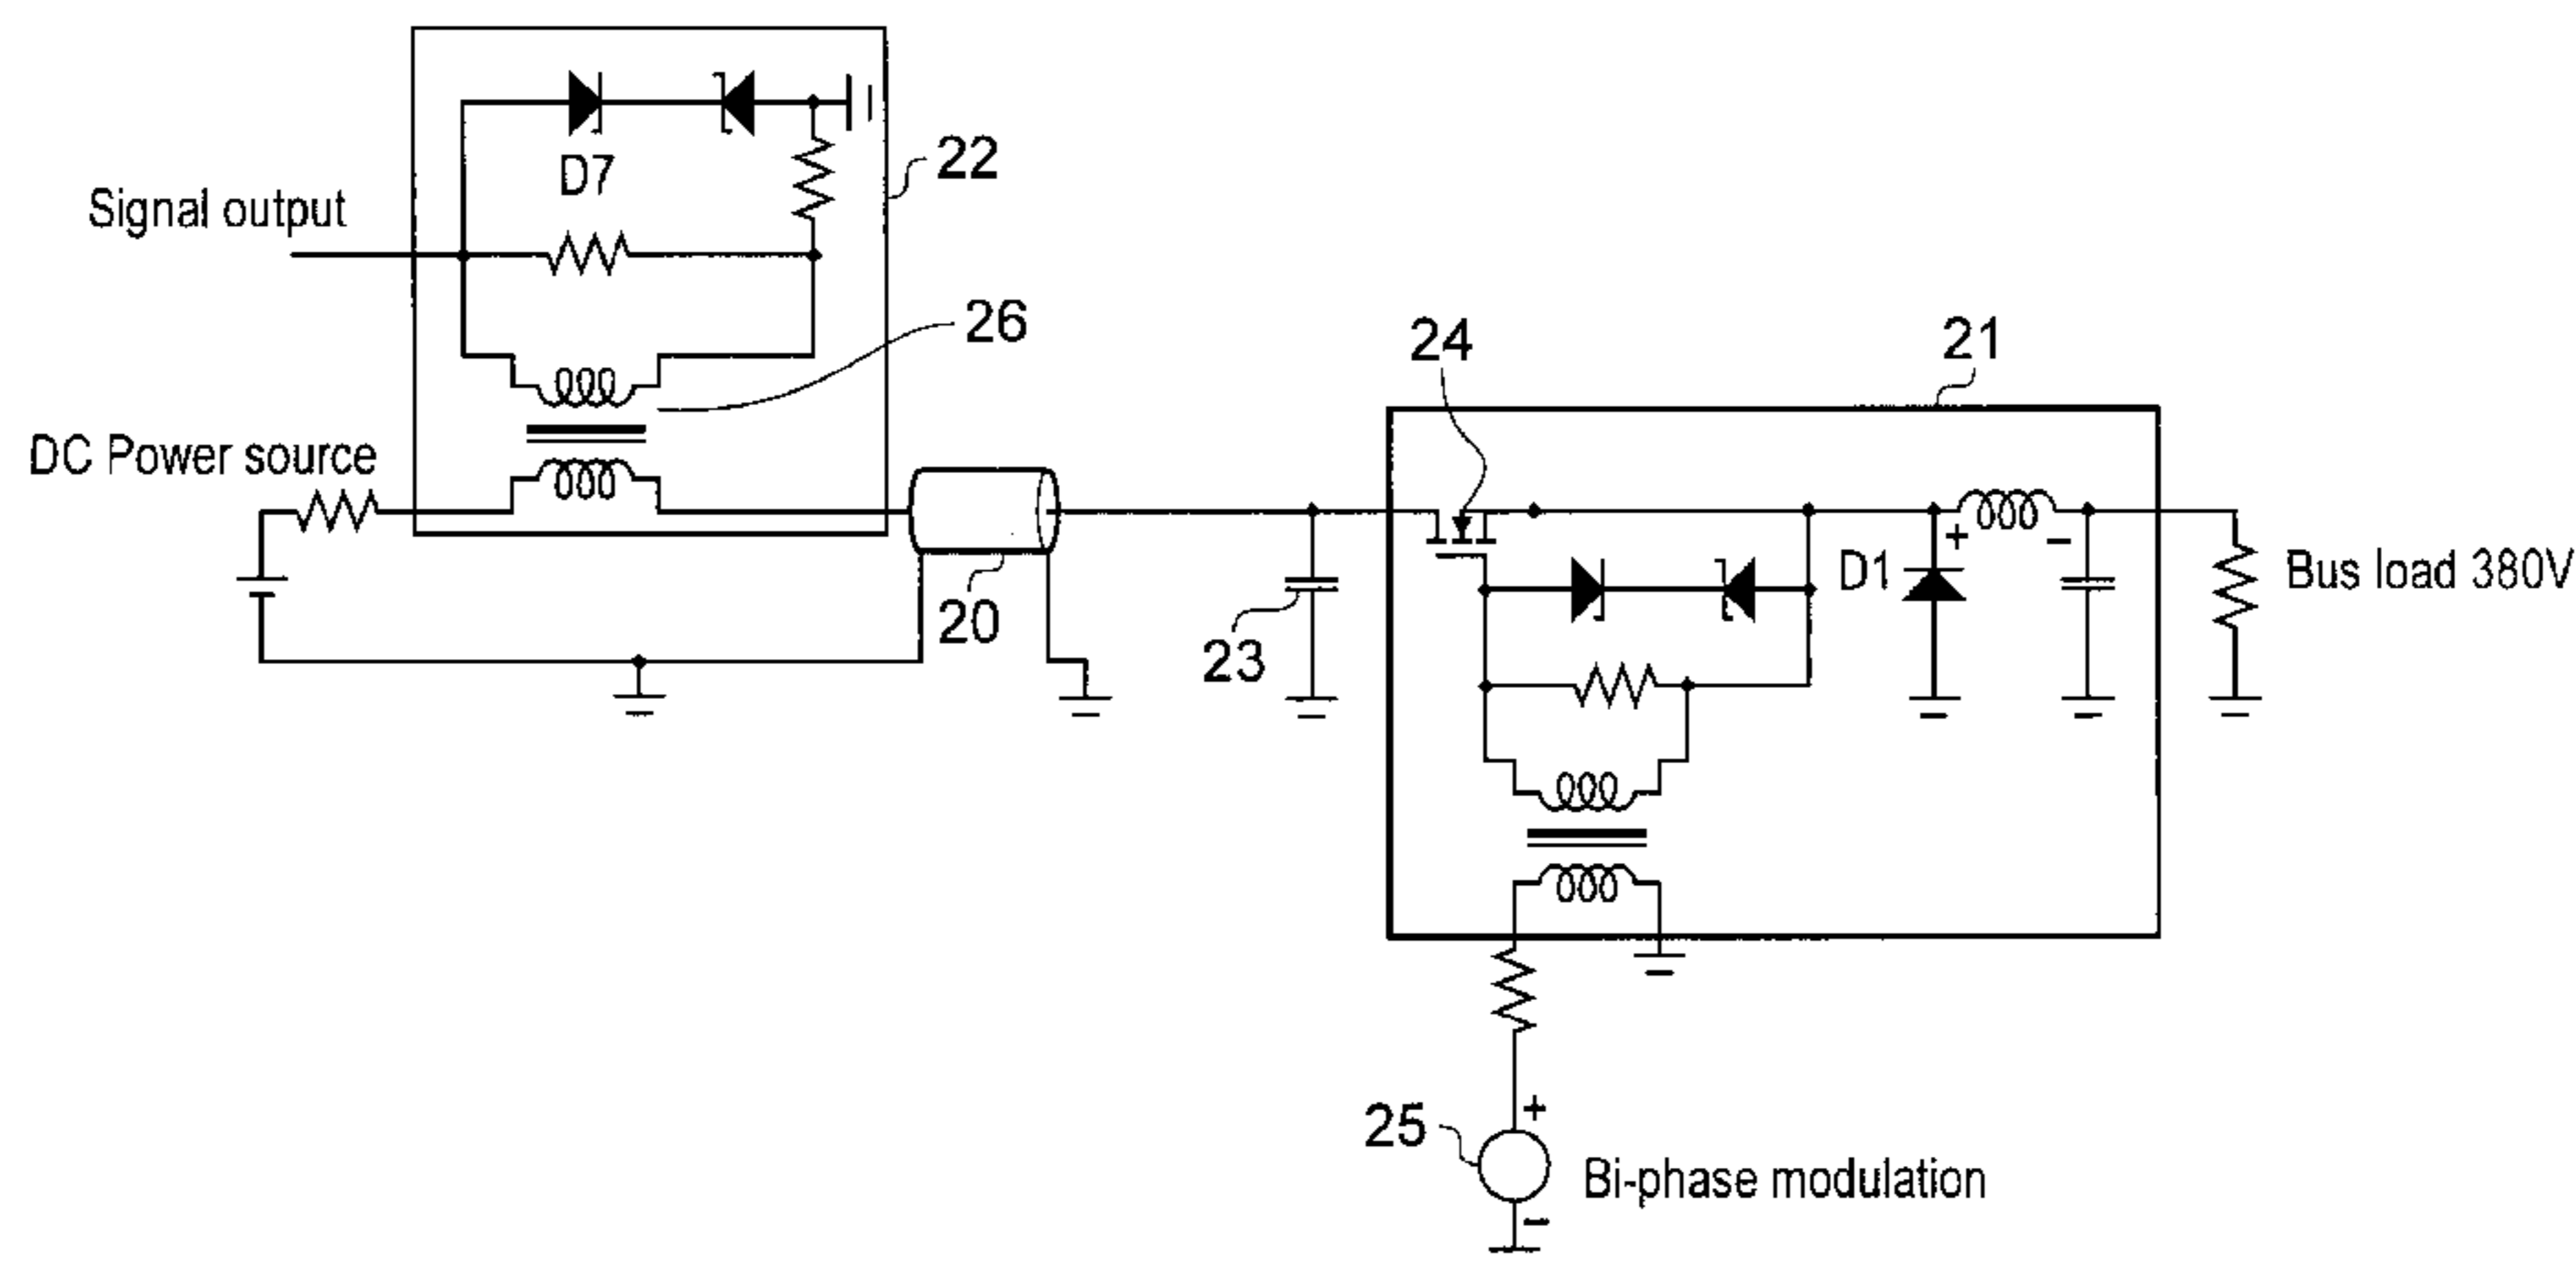 D7
22
Signal output
26
24
21
DC Power source
D1
Bus load 380V
20
23
25
Bi-phase modulation